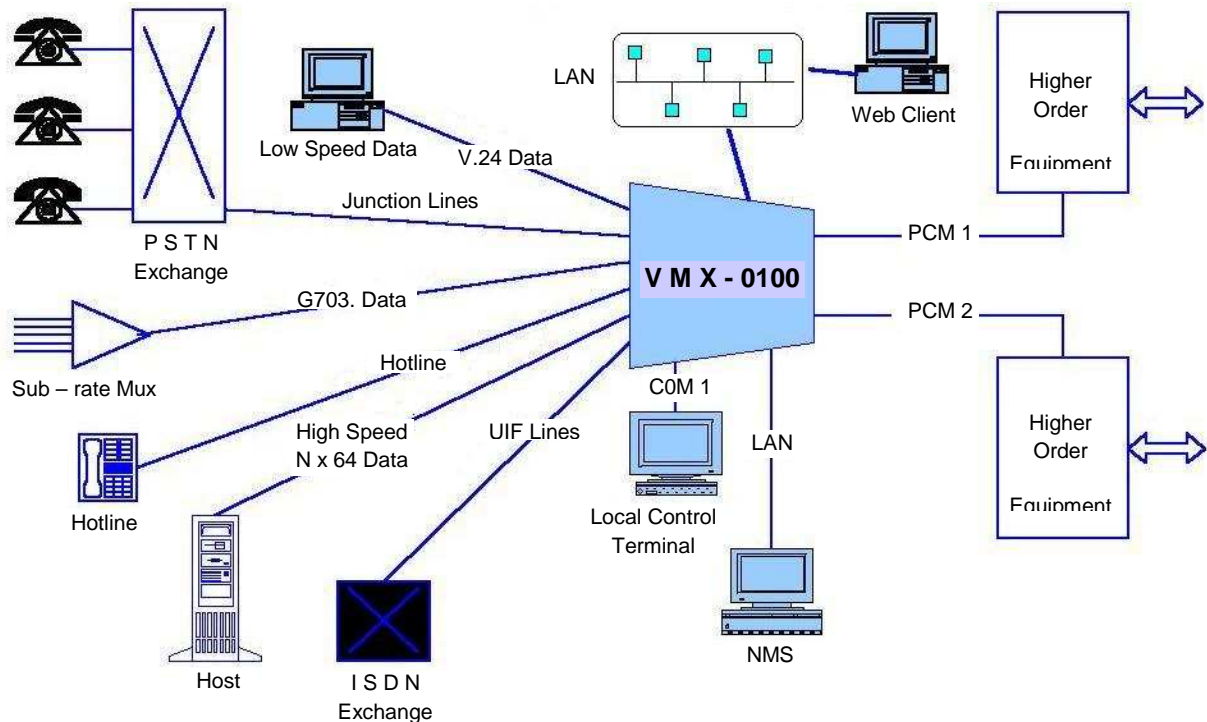 LAN
Web Client
Higher
Order
Equipment
Low Speed Data
V.24 Data
Junction Lines
P S T N
Exchange
PCM 1
V M X - 0100
G703. Data
PCM 2
Sub – rate Mux
Hotline
C0M 1
High Speed
N x 64 Data
UIF Lines
LAN
Higher
Order
Equipment
Hotline
Local Control
Terminal
Host
I S D N
Exchange
NMS